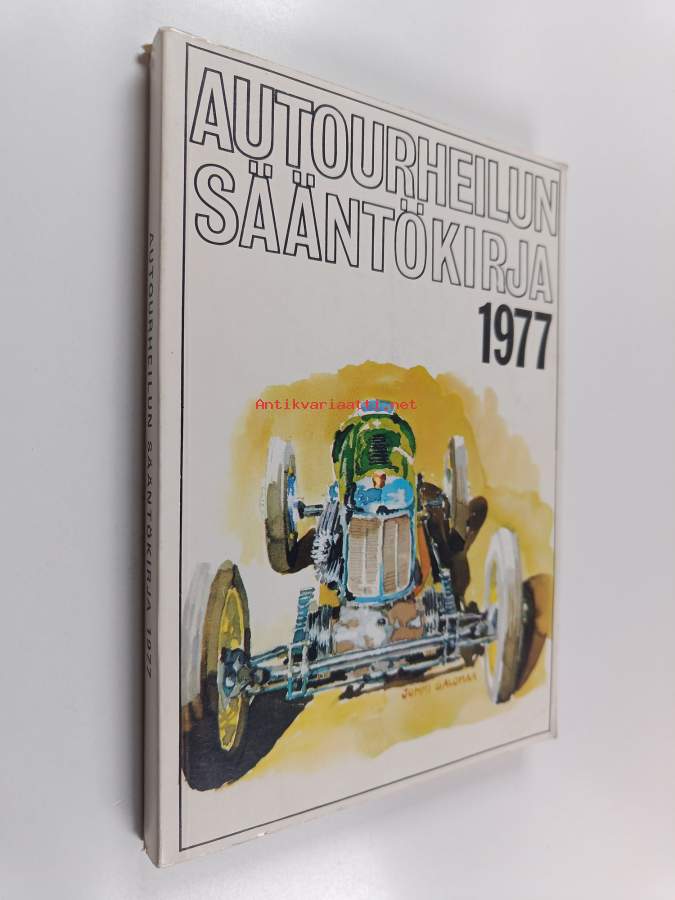 AUTOURHEILUN
SÄÄNTÖKIRJA
1977
Antikvariaatti.net
AUTOURHEILUN SÄÄNTÖKIRJA 1977